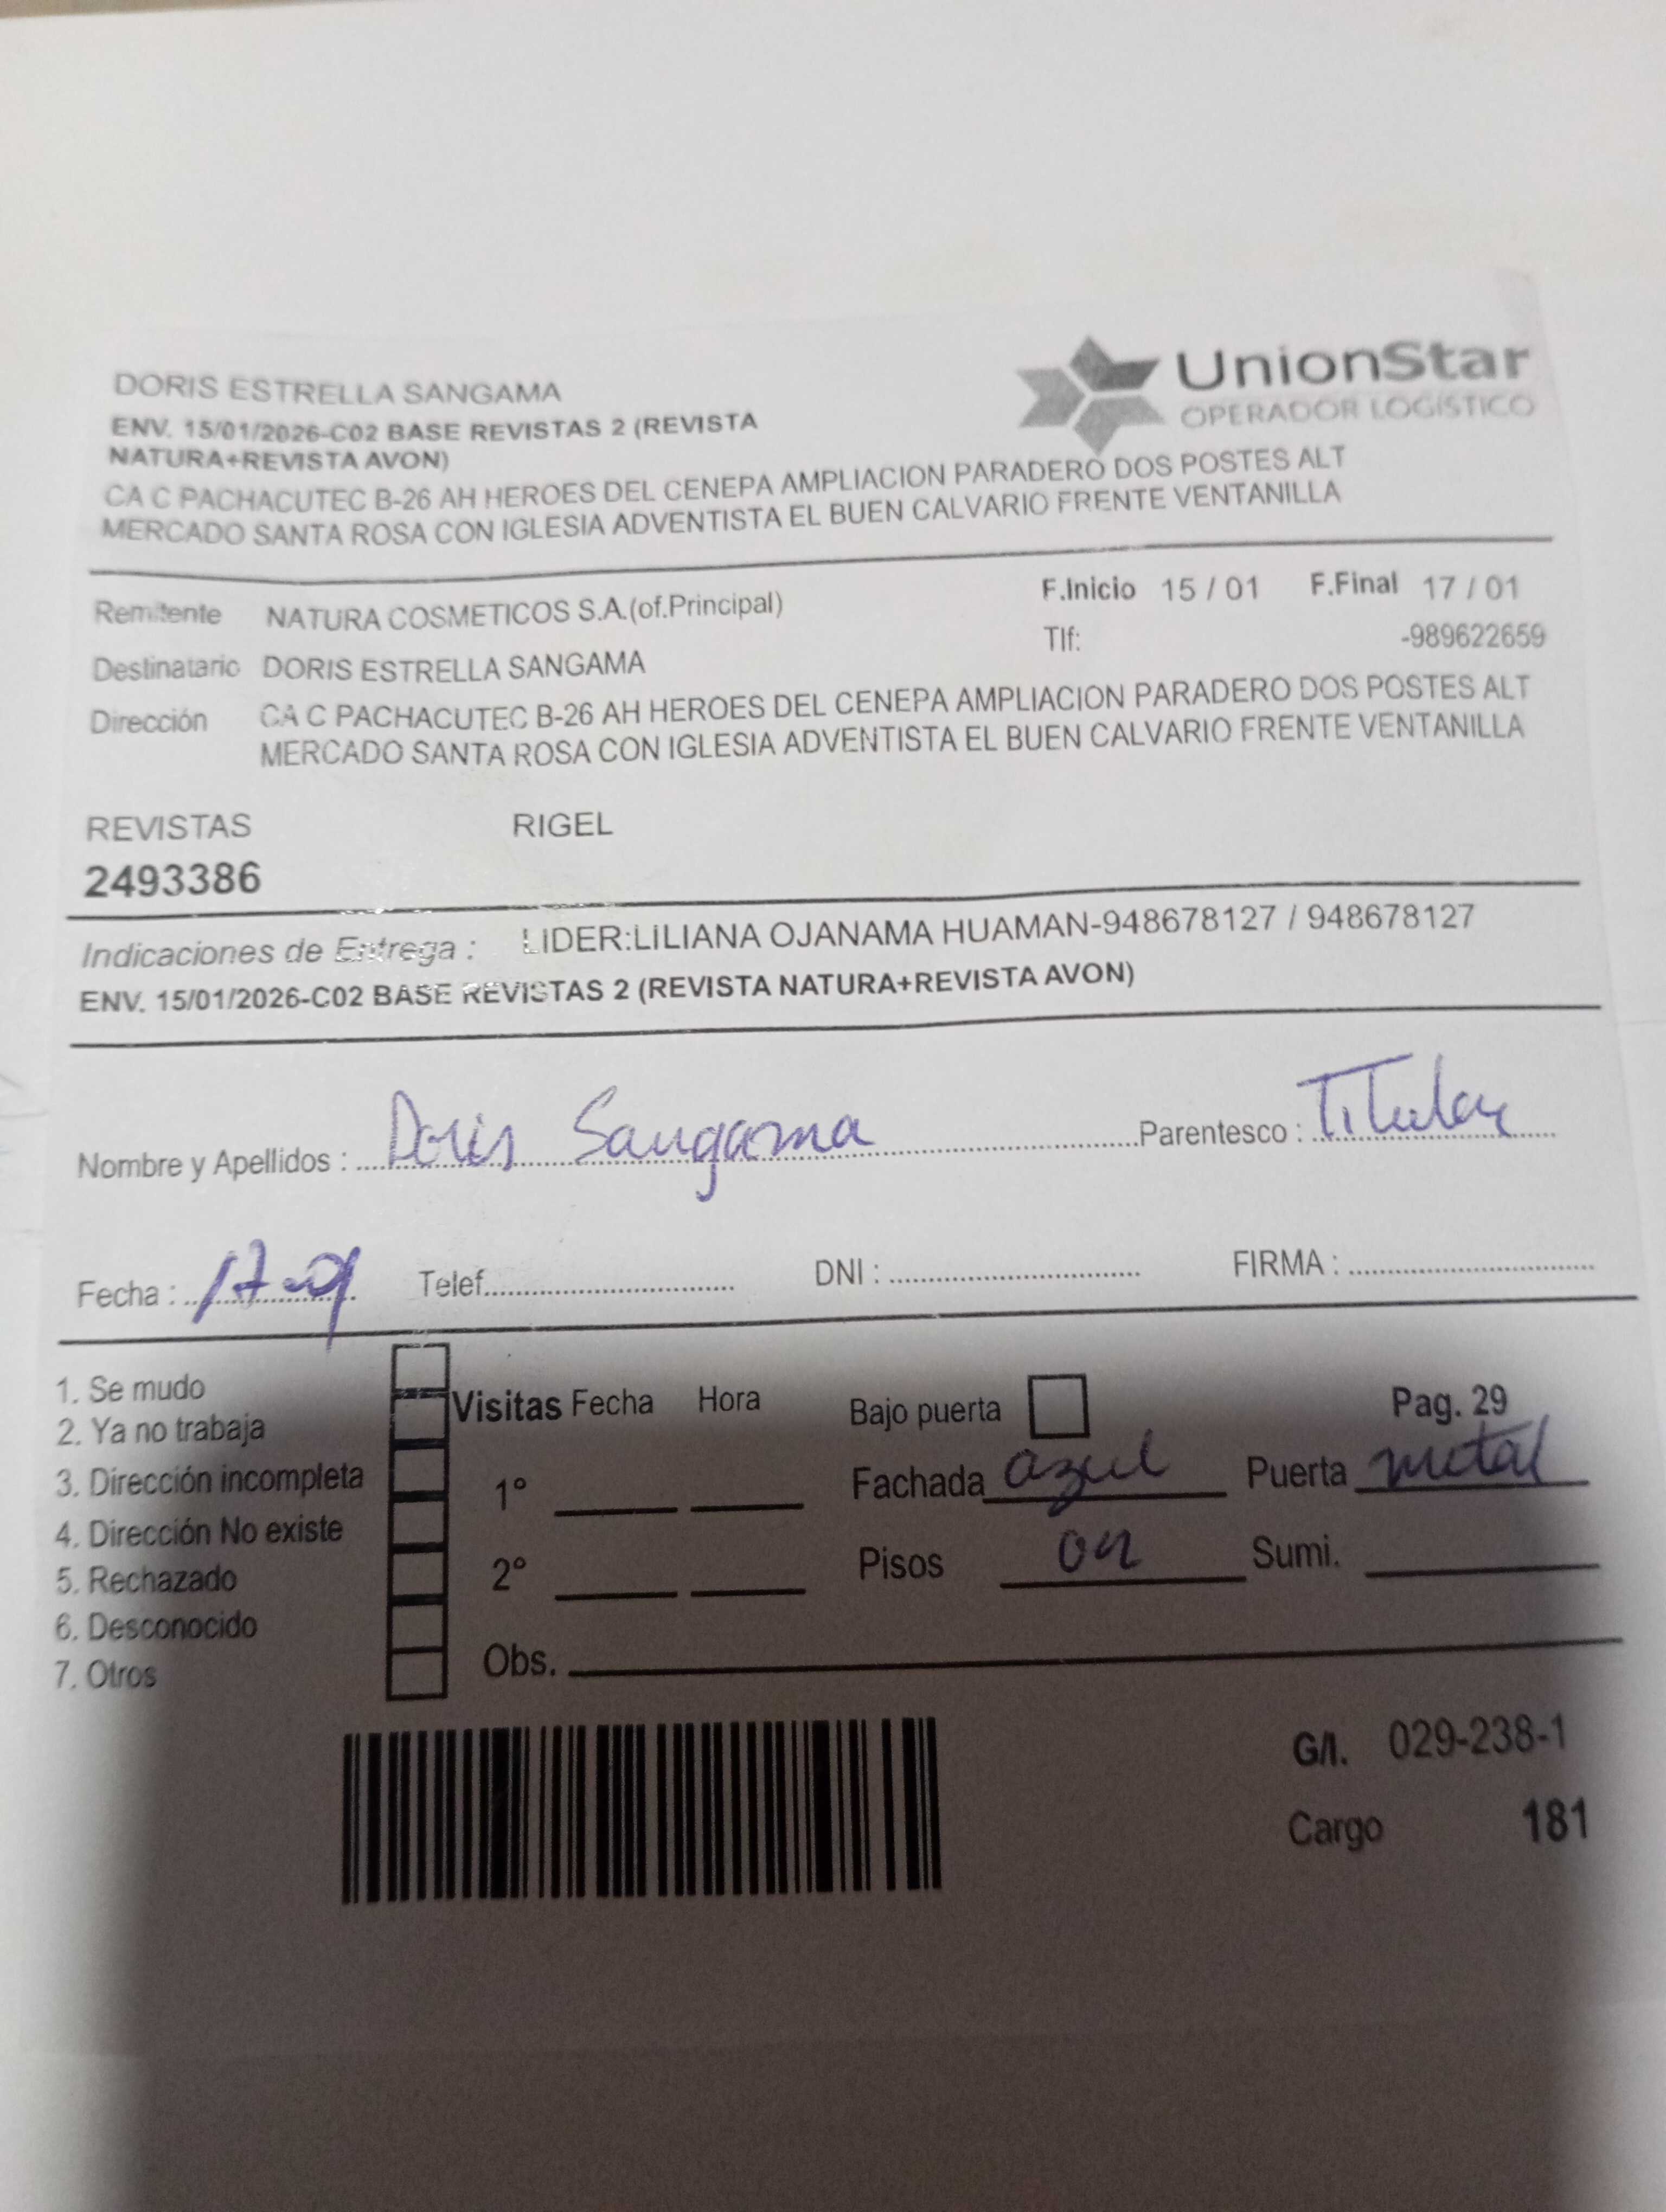 DORIS ESTRELLA SANGAMA
UnionStar
OPERADOR LOGÍSTICO
ENV. 15/01/2026-C02 BASE REVISTAS 2 (REVISTA
NATURA+REVISTA AVON)
CA C PACHACUTEC B-26 AH HEROES DEL CENEPA AMPLIACION PARADERO DOS POSTES ALT
MERCADO SANTA ROSA CON IGLESIA ADVENTISTA EL BUEN CALVARIO FRENTE VENTANILLA
Remitente NATURA COSMETICOS S.A.(of.Principal) F.Inicio 15 / 01 F.Final 17 / 01
Tlf: -989622659
Destinatario DORIS ESTRELLA SANGAMA
Dirección CA C PACHACUTEC B-26 AH HEROES DEL CENEPA AMPLIACION PARADERO DOS POSTES ALT
MERCADO SANTA ROSA CON IGLESIA ADVENTISTA EL BUEN CALVARIO FRENTE VENTANILLA
REVISTAS RIGEL
2493386
Indicaciones de Entrega : LIDER:LILIANA OJANAMA HUAMAN-948678127 / 948678127
ENV. 15/01/2026-C02 BASE REVISTAS 2 (REVISTA NATURA+REVISTA AVON)
Nombre y Apellidos : Doris Sangama Parentesco : Titular
Fecha : 17-01 Telef. DNI : FIRMA :
1. Se mudo
2. Ya no trabaja
3. Dirección incompleta
4. Dirección No existe
5. Rechazado
6. Desconocido
7. Otros
Visitas Fecha Hora
1°
2°
Obs.
Bajo puerta Pag. 29
Fachada azul Puerta metal
Pisos Sumi.
G/I. 029-238-1
Cargo 181